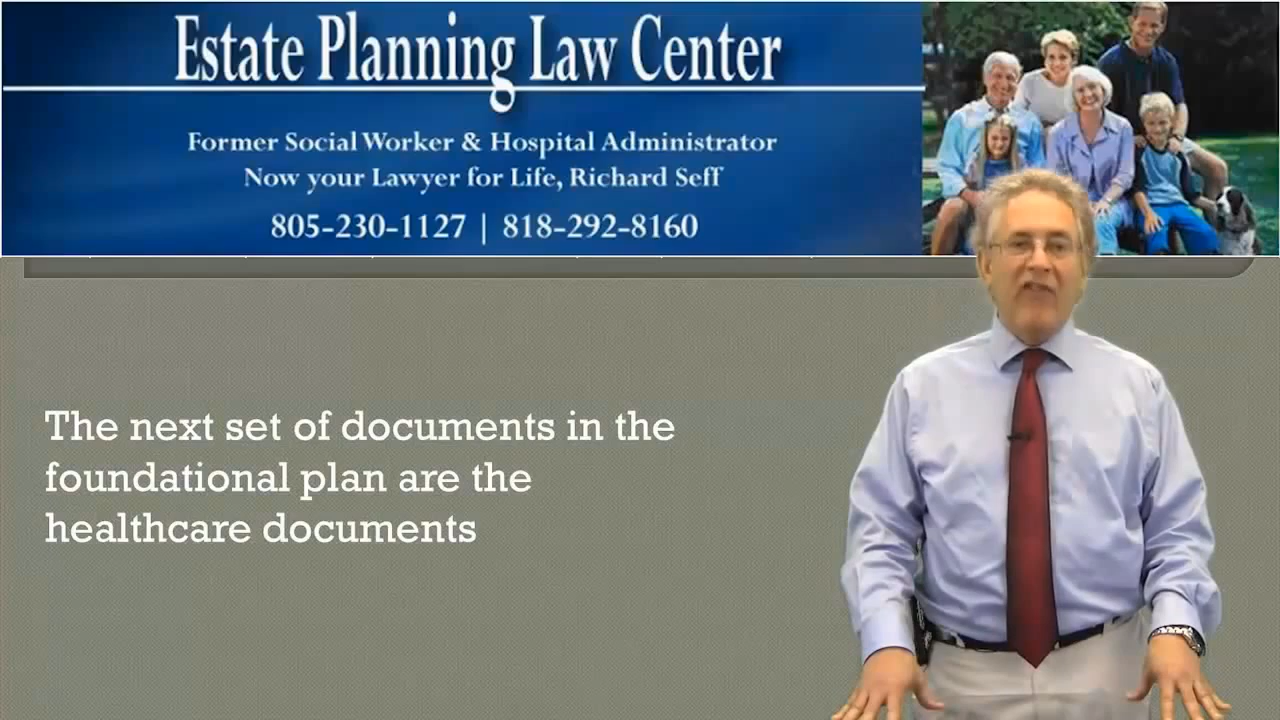 Estate Planning Law Center
Former Social Worker & Hospital Administrator
Now your Lawyer for Life, Richard Seff
805-230-1127 | 818-292-8160
The next set of documents in the
foundational plan are the
healthcare documents